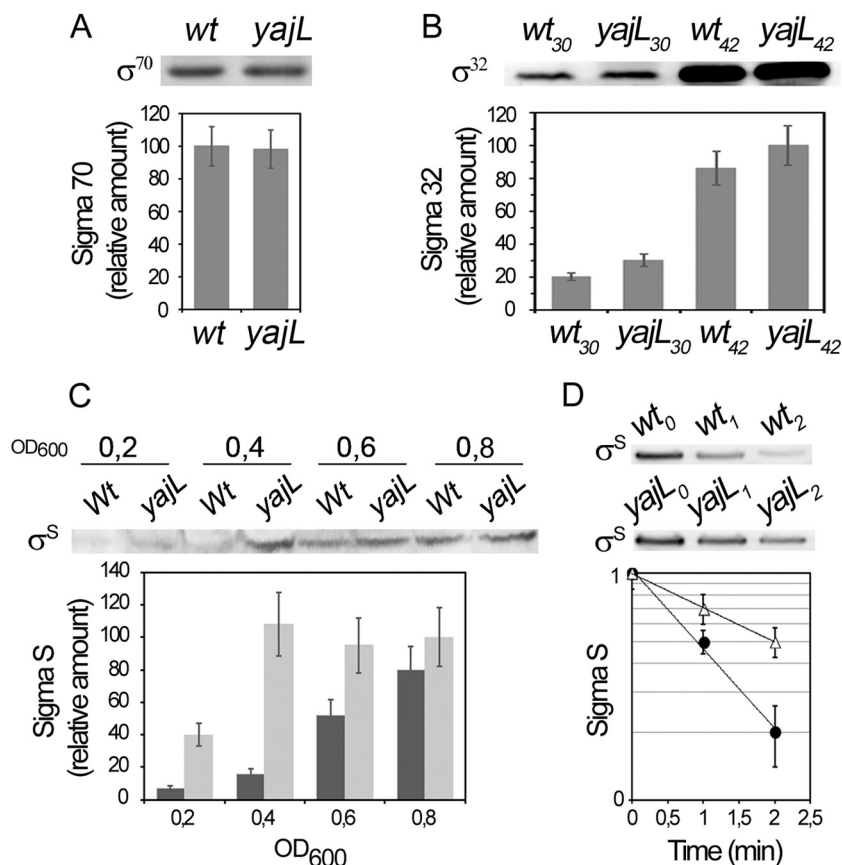 A
wt yajL
σ70
120
100
80
60
40
20
0
Sigma 70
(relative amount)
wt yajL
B
wt30 yajL30 wt42 yajL42
σ32
120
100
80
60
40
20
0
Sigma 32
(relative amount)
wt30 yajL30 wt42 yajL42
C
OD600 0,2 0,4 0,6 0,8
Wt yajL Wt yajL Wt yajL Wt yajL
σS
140
120
100
80
60
40
20
0
Sigma S
(relative amount)
0,2 0,4 0,6 0,8
OD600
D
wt0 wt1 wt2
σS
yajL0 yajL1 yajL2
σS
1
0
Sigma S
0 0,5 1 1,5 2 2,5
Time (min)